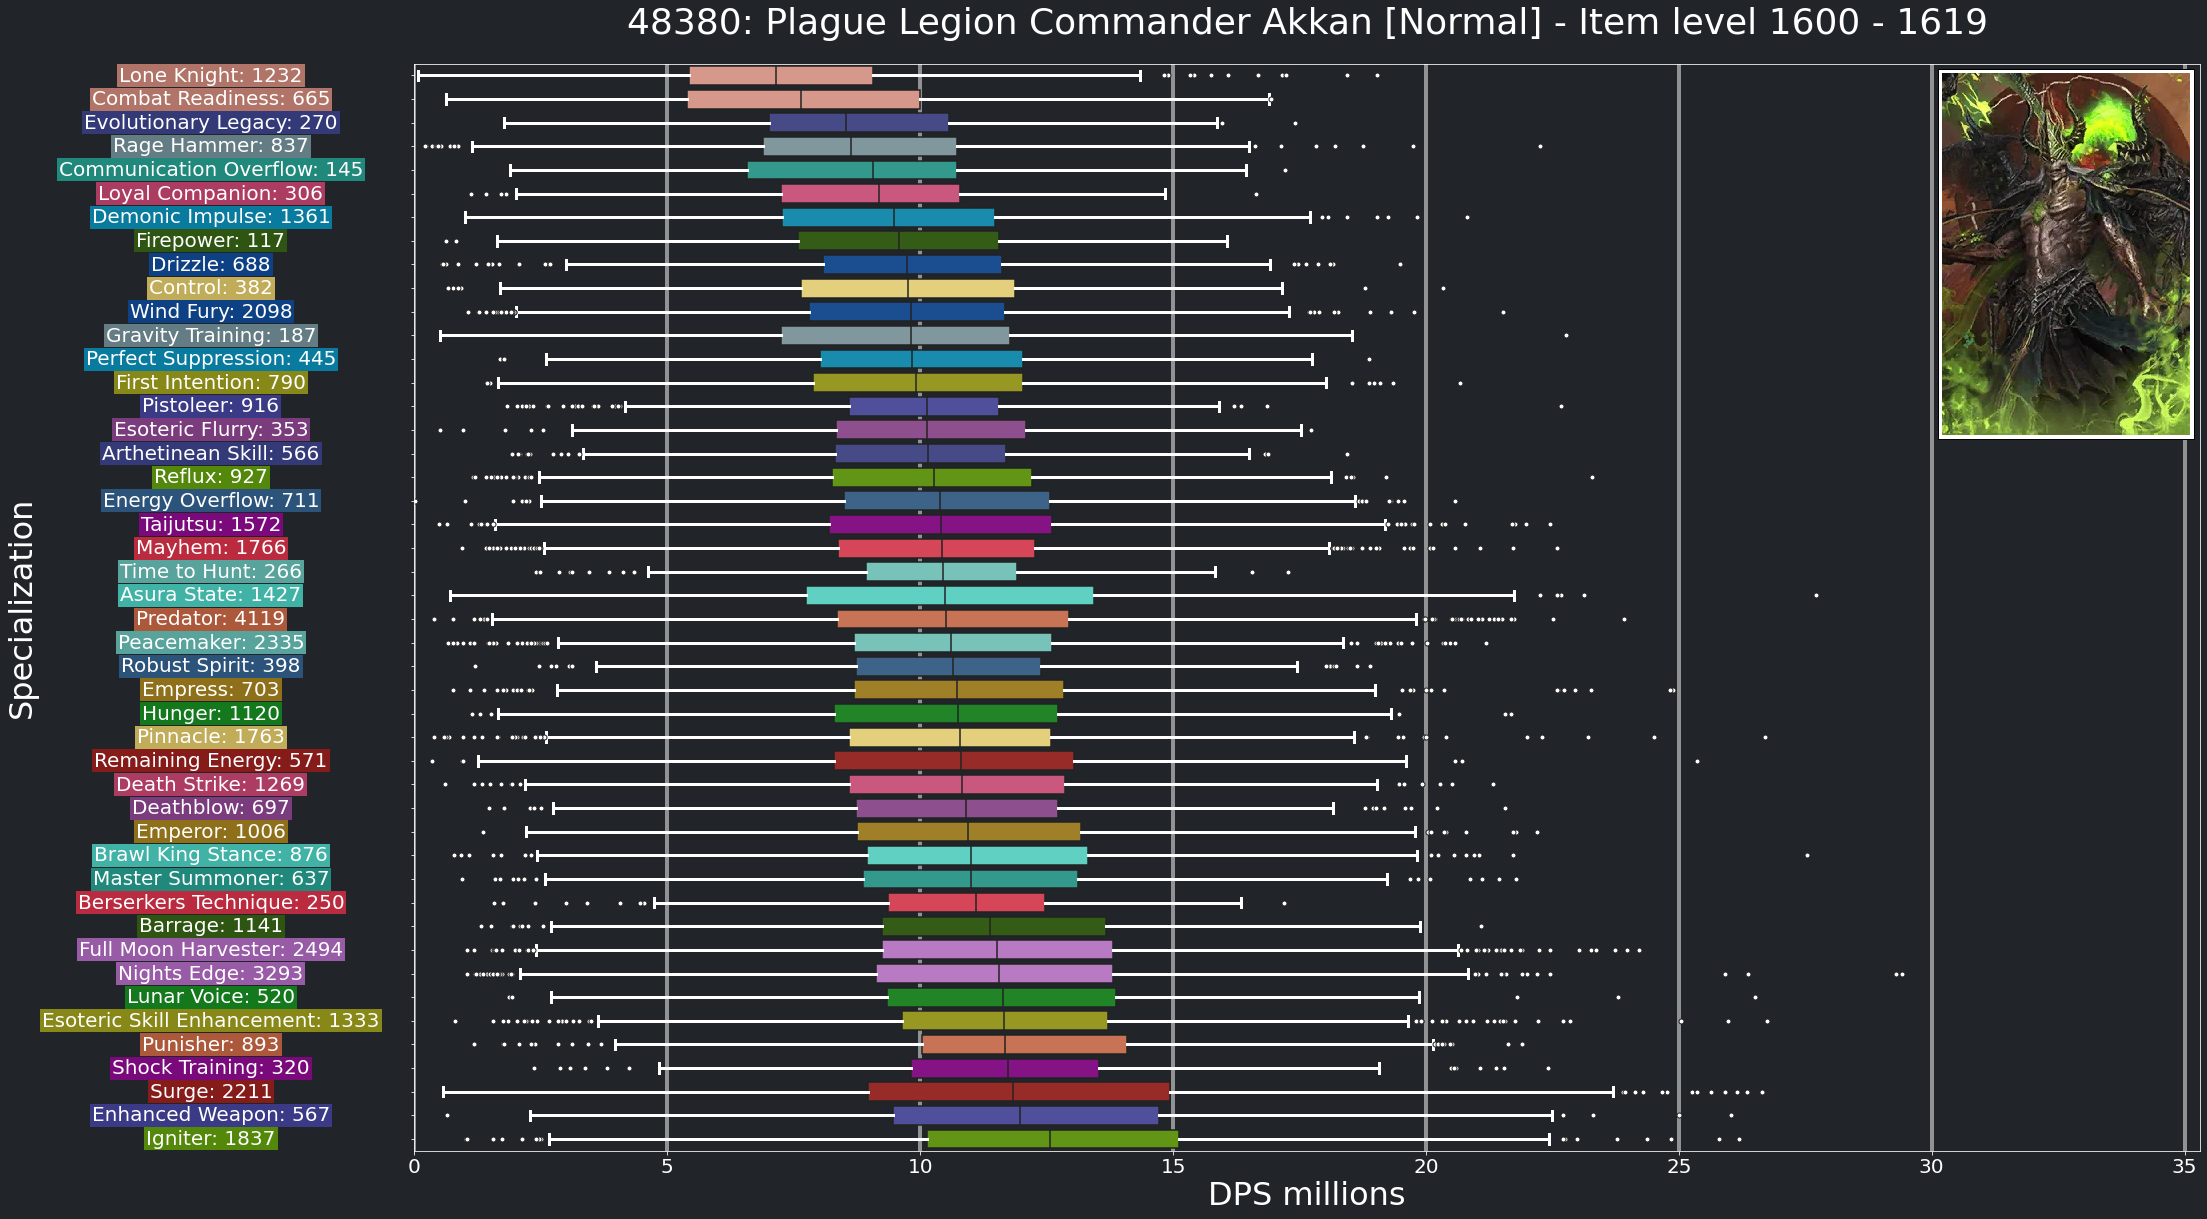 48380: Plague Legion Commander Akkan [Normal] - Item level 1600 - 1619
Specialization
Lone Knight: 1232
Combat Readiness: 665
Evolutionary Legacy: 270
Rage Hammer: 837
Communication Overflow: 145
Loyal Companion: 306
Demonic Impulse: 1361
Firepower: 117
Drizzle: 688
Control: 382
Wind Fury: 2098
Gravity Training: 187
Perfect Suppression: 445
First Intention: 790
Pistoleer: 916
Esoteric Flurry: 353
Arthetinean Skill: 566
Reflux: 927
Energy Overflow: 711
Taijutsu: 1572
Mayhem: 1766
Time to Hunt: 266
Asura State: 1427
Predator: 4119
Peacemaker: 2335
Robust Spirit: 398
Empress: 703
Hunger: 1120
Pinnacle: 1763
Remaining Energy: 571
Death Strike: 1269
Deathblow: 697
Emperor: 1006
Brawl King Stance: 876
Master Summoner: 637
Berserkers Technique: 250
Barrage: 1141
Full Moon Harvester: 2494
Nights Edge: 3293
Lunar Voice: 520
Esoteric Skill Enhancement: 1333
Punisher: 893
Shock Training: 320
Surge: 2211
Enhanced Weapon: 567
Igniter: 1837
0 5 10 15 20 25 30 35
DPS millions